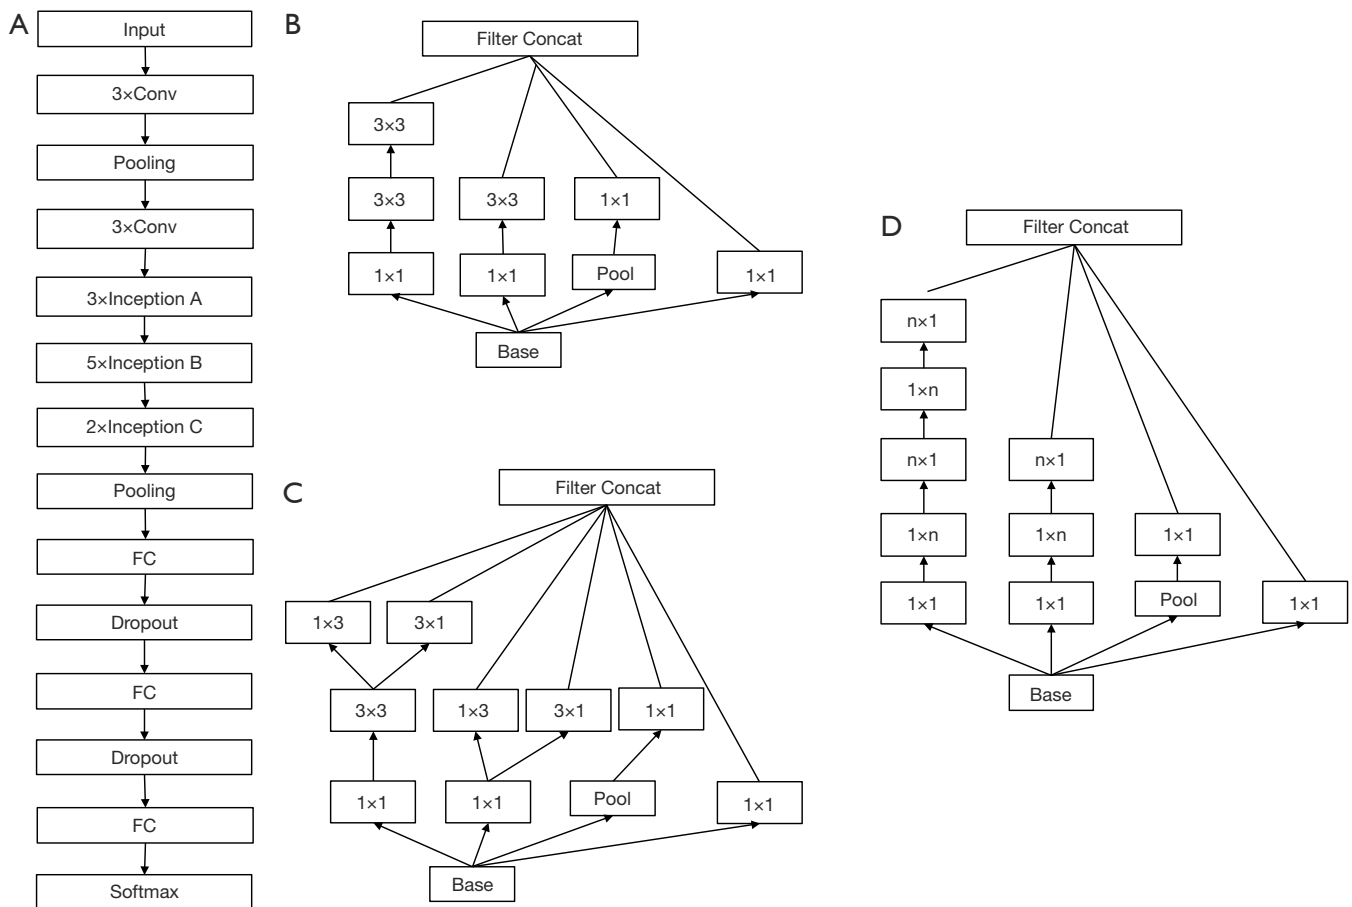 A
Input
3×Conv
Pooling
3×Conv
3×Inception A
5×Inception B
2×Inception C
Pooling
FC
Dropout
FC
Dropout
FC
Softmax
B
Filter Concat
3×3
3×3 3×3 1×1
1×1 1×1 Pool 1×1
Base
C
Filter Concat
1×3 3×1
3×3 1×3 3×1 1×1
1×1 1×1 Pool 1×1
Base
D
Filter Concat
n×1
1×n
n×1 n×1
1×n 1×n 1×1
1×1 1×1 Pool 1×1
Base